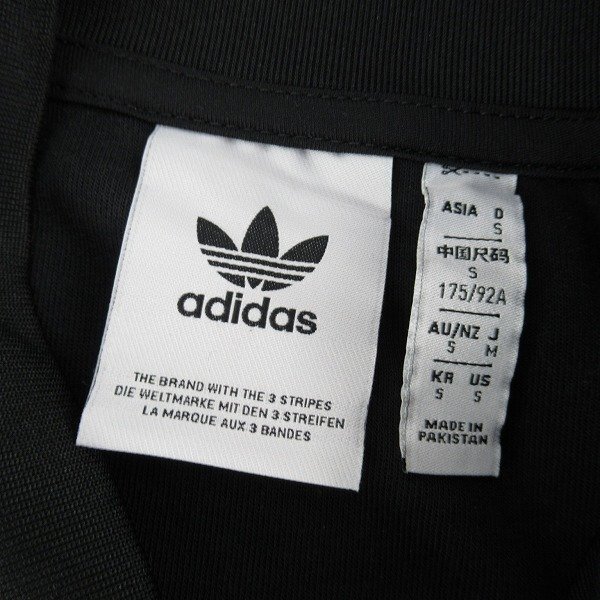 adidas
THE BRAND WITH THE 3 STRIPES
DIE WELTMARKE MIT DEN 3 STREIFEN
LA MARQUE AUX 3 BANDES
ASIA D
S
中国尺码
S
175/92A
AU/NZ J
S M
KR US
S S
MADE IN
PAKISTAN